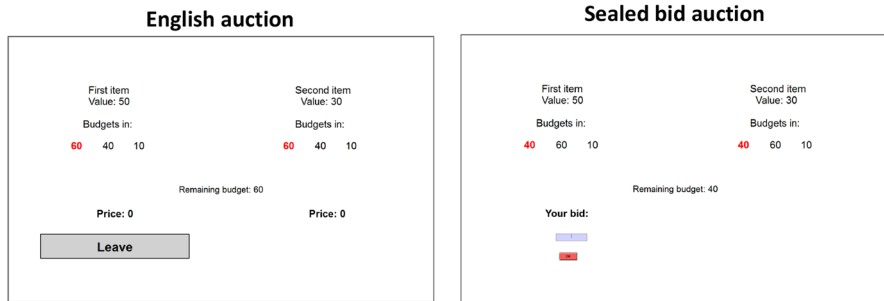 English auction
First item
Value: 50
Second item
Value: 30
Budgets in:
Budgets in:
60 40 10
60 40 10
Remaining budget: 60
Price: 0
Price: 0
Leave
Sealed bid auction
First item
Value: 50
Second item
Value: 30
Budgets in:
Budgets in:
40 60 10
40 60 10
Remaining budget: 40
Your bid: